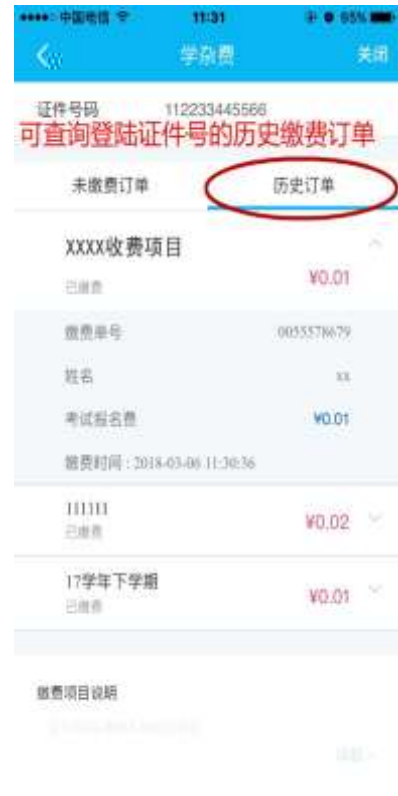 中国电信 11:31 95%
学杂费 关闭
证件号码 112233445566
可查询登陆证件号的历史缴费订单
未缴费订单 历史订单
XXXX收费项目
已缴费 ¥0.01
缴费单号 0055578679
姓名 xx
考试报名费 ¥0.01
缴费时间：2018-03-06 11:30:36
111111
已缴费 ¥0.02
17学年下学期
已缴费 ¥0.01
缴费项目说明